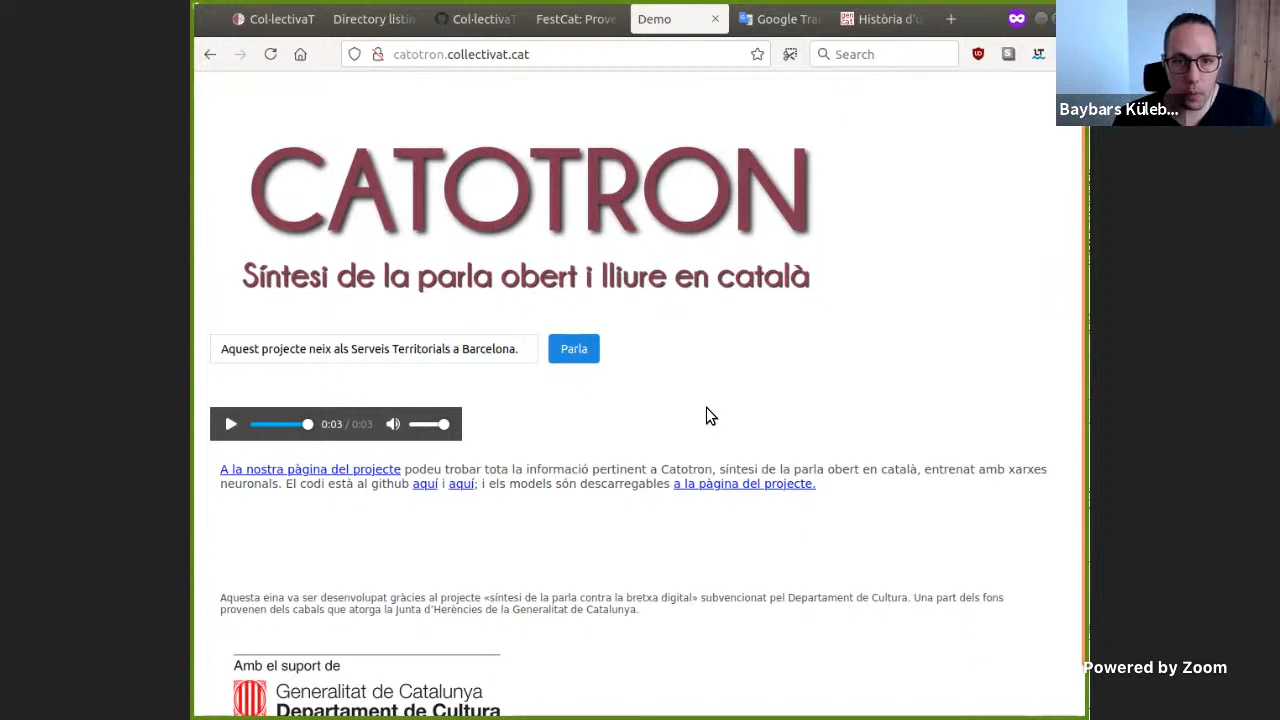 Col·lectivaT
Directory listin
Col·lectivaT
FestCat: Prove
Demo
Google Tra
Història d'u
catotron.collectivat.cat
Search
Baybars Küleb...
CATOTRON
Síntesi de la parla obert i lliure en català
Aquest projecte neix als Serveis Territorials a Barcelona.
Parla
0:03 / 0:03
A la nostra pàgina del projecte podeu trobar tota la informació pertinent a Catotron, síntesi de la parla obert en català, entrenat amb xarxes
neuronals. El codi està al github aquí i aquí; i els models són descarregables a la pàgina del projecte.
Aquesta eina va ser desenvolupat gràcies al projecte «síntesi de la parla contra la bretxa digital» subvencionat pel Departament de Cultura. Una part dels fons
provenen dels cabals que atorga la Junta d'Herències de la Generalitat de Catalunya.
Powered by Zoom
Amb el suport de
Generalitat de Catalunya
Departament de Cultura